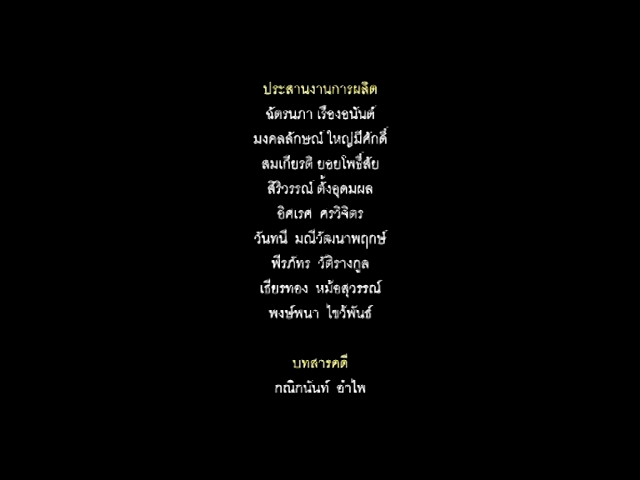 ประสานงานการผลิต
ฉัตรนภา เรืองอนันต์
มงคลลักษณ์ ใหญ่มีศักดิ์
สมเกียรติ ยอยโพธิ์สัย
สิริวรรณ์ ตั้งอุดมผล
อิศเรศ ศรวิจิตร
วันทนี มณีวัฒนาพฤกษ์
พีรภัทร วัติรางกูล
เธียรทอง หม้อสุวรรณ์
พงษ์พนา ไขว้พันธ์
บทสารคดี
กณิกนันท์ อำไพ